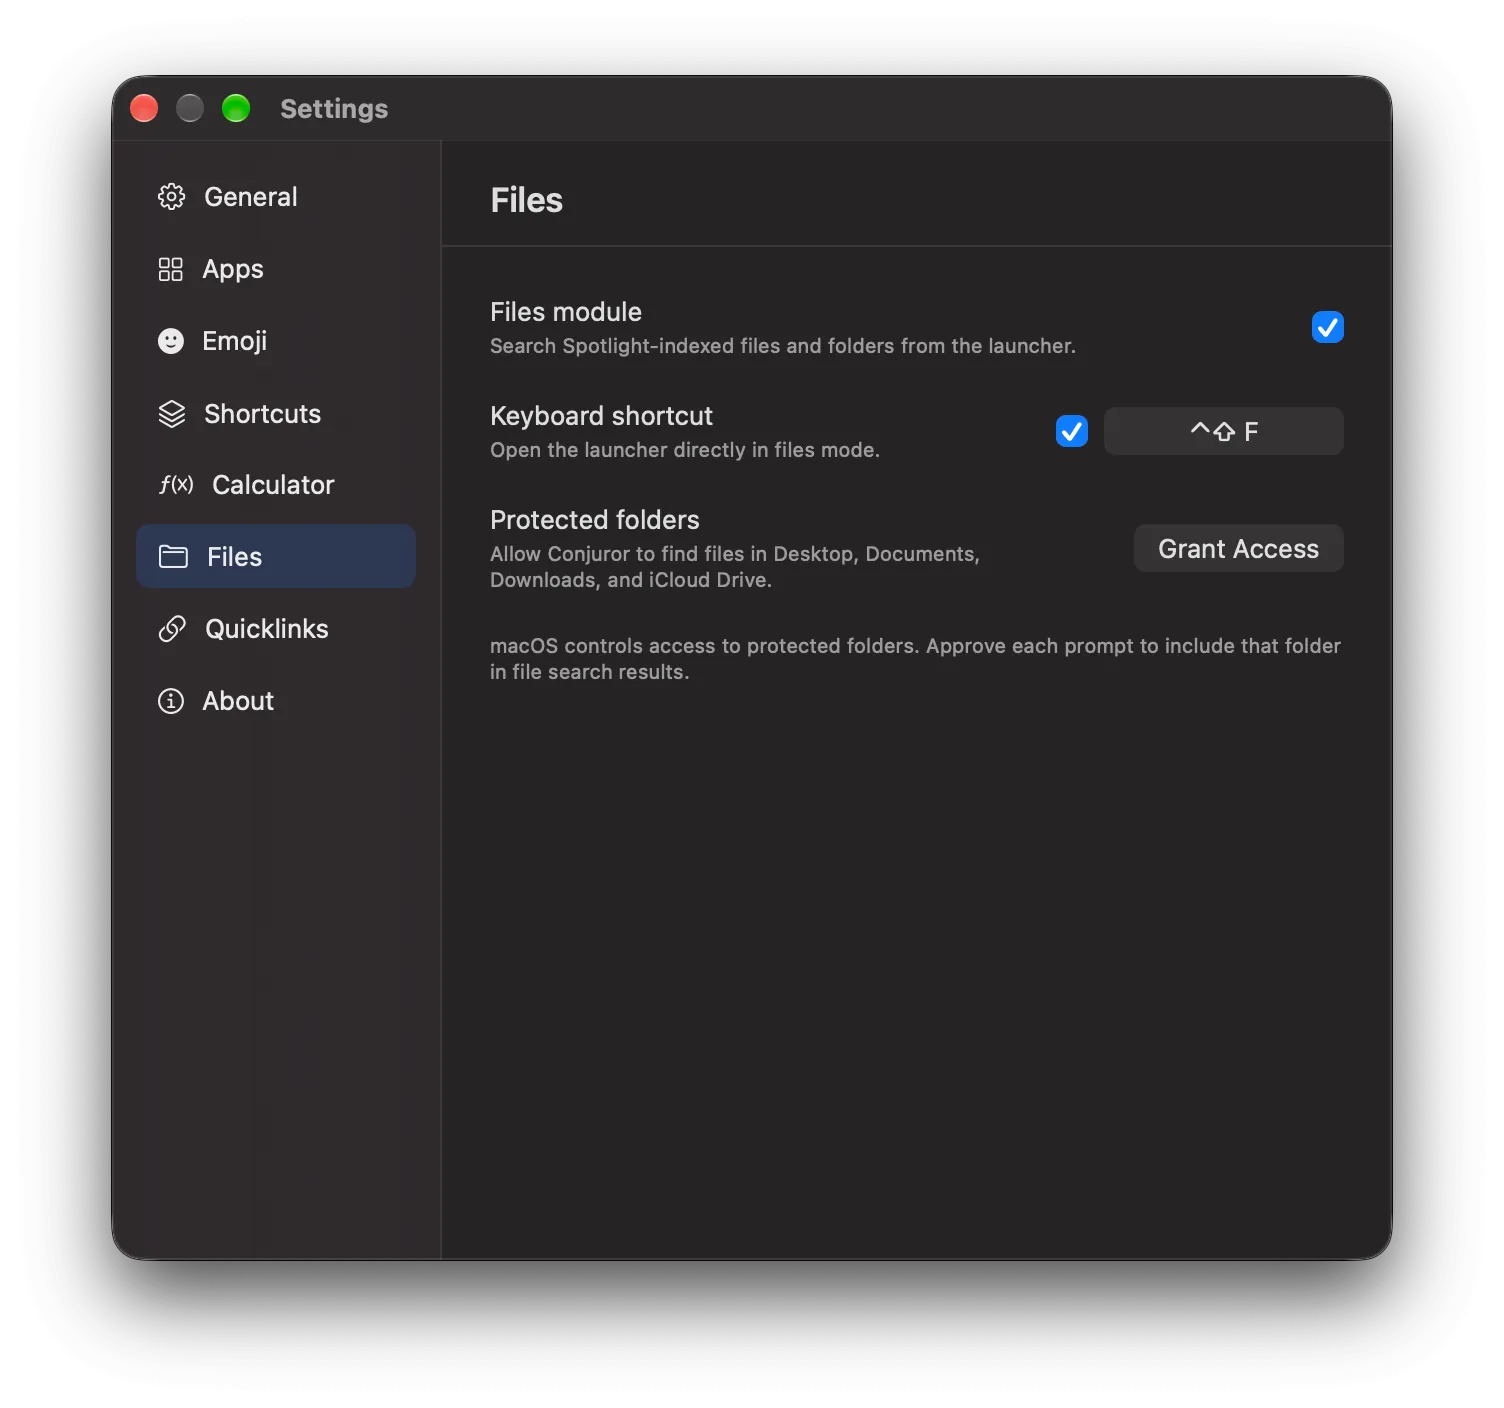 Settings
General
Apps
Emoji
Shortcuts
f(x) Calculator
Files
Quicklinks
About
Files
Files module
Search Spotlight-indexed files and folders from the launcher.
Keyboard shortcut
Open the launcher directly in files mode.
⌃⇧ F
Protected folders
Allow Conjuror to find files in Desktop, Documents,
Downloads, and iCloud Drive.
Grant Access
macOS controls access to protected folders. Approve each prompt to include that folder
in file search results.